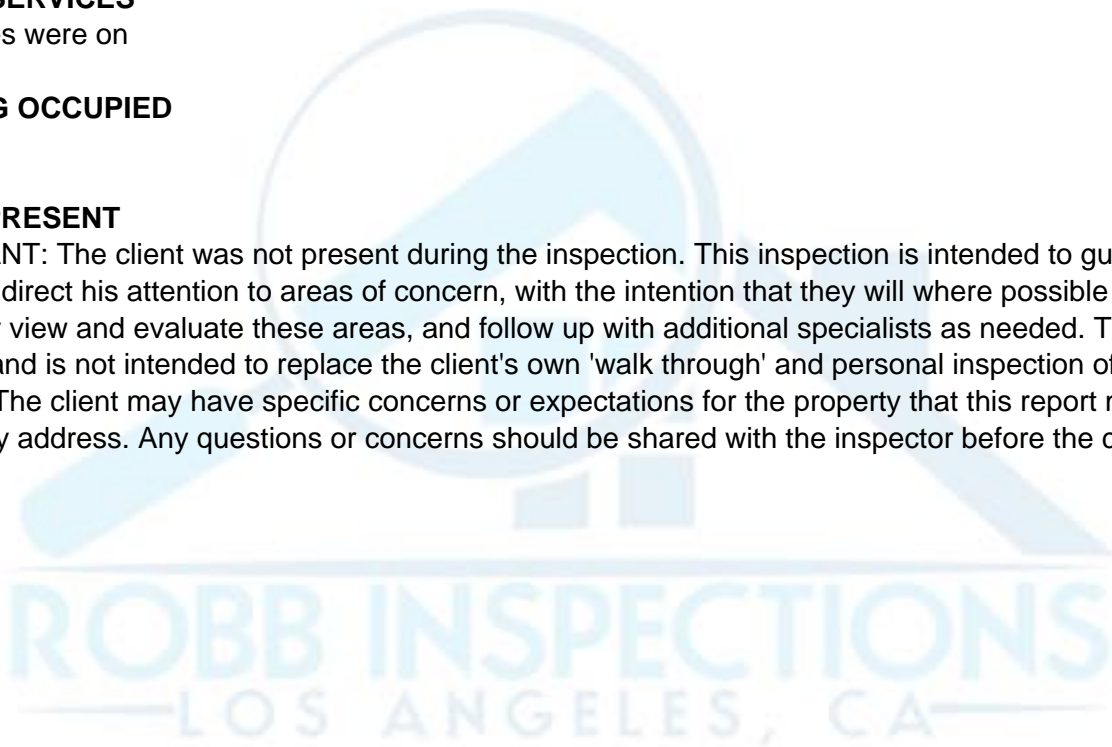 SERVICES
es were on
G OCCUPIED
PRESENT
ANT: The client was not present during the inspection. This inspection is intended to gu
direct his attention to areas of concern, with the intention that they will where possible
view and evaluate these areas, and follow up with additional specialists as needed. T
and is not intended to replace the client's own 'walk through' and personal inspection of
The client may have specific concerns or expectations for the property that this report
y address. Any questions or concerns should be shared with the inspector before the
ROBB INSPECTIONS
LOS ANGELES, CA